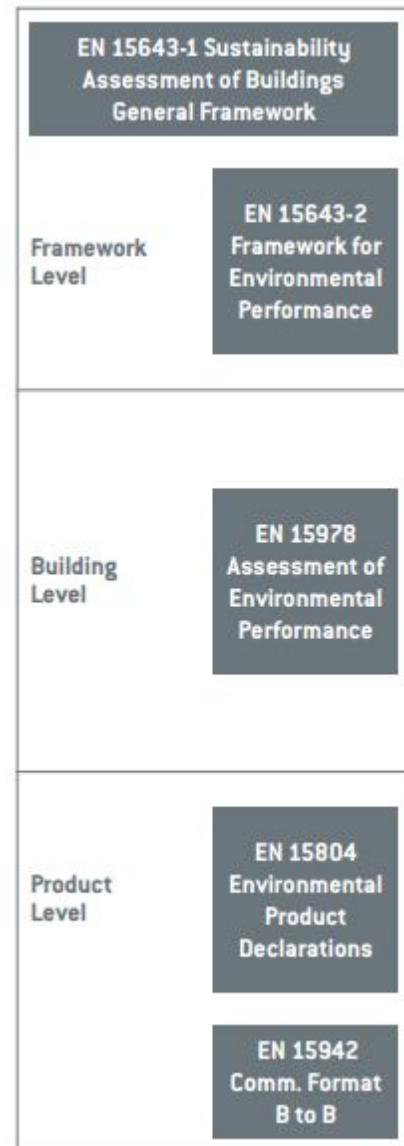 EN 15643-1 Sustainability
Assessment of Buildings
General Framework
Framework
Level
EN 15643-2
Framework for
Environmental
Performance
Building
Level
EN 15978
Assessment of
Environmental
Performance
Product
Level
EN 15804
Environmental
Product
Declarations
EN 15942
Comm. Format
B to B